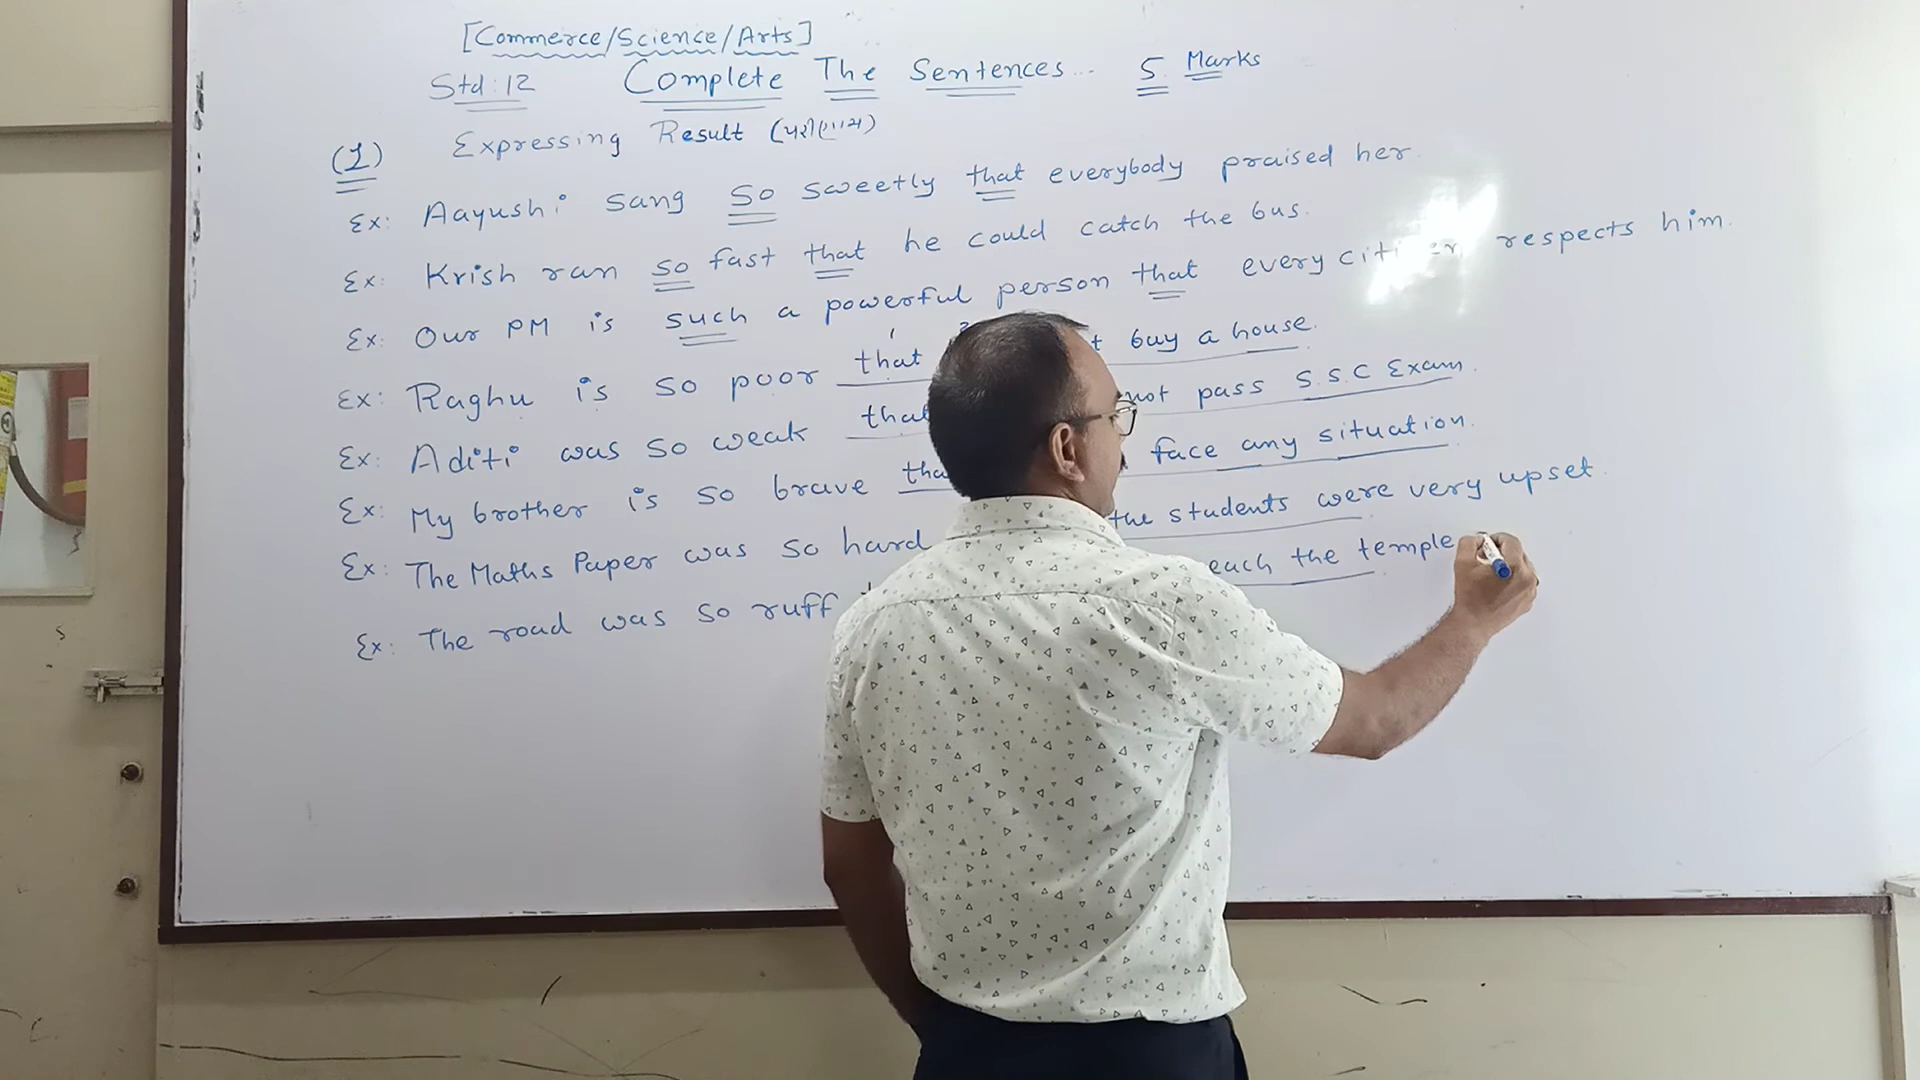 [Commerce/Science/Arts]
Std:12 Complete The Sentences... 5 Marks
(1) Expressing Result (પરીણામ)
Ex: Aayushi sang so sweetly that everybody praised her.
Ex: Krish ran so fast that he could catch the bus.
Ex: Our PM is such a powerful person that every respects him.
Ex: Raghu is so poor that buy a house.
Ex: Aditi was so weak that not pass S.S.C Exam.
Ex: My brother is so brave face any situation.
Ex: The Maths Paper was so hard the students were very upset.
Ex: The road was so ruff the temple